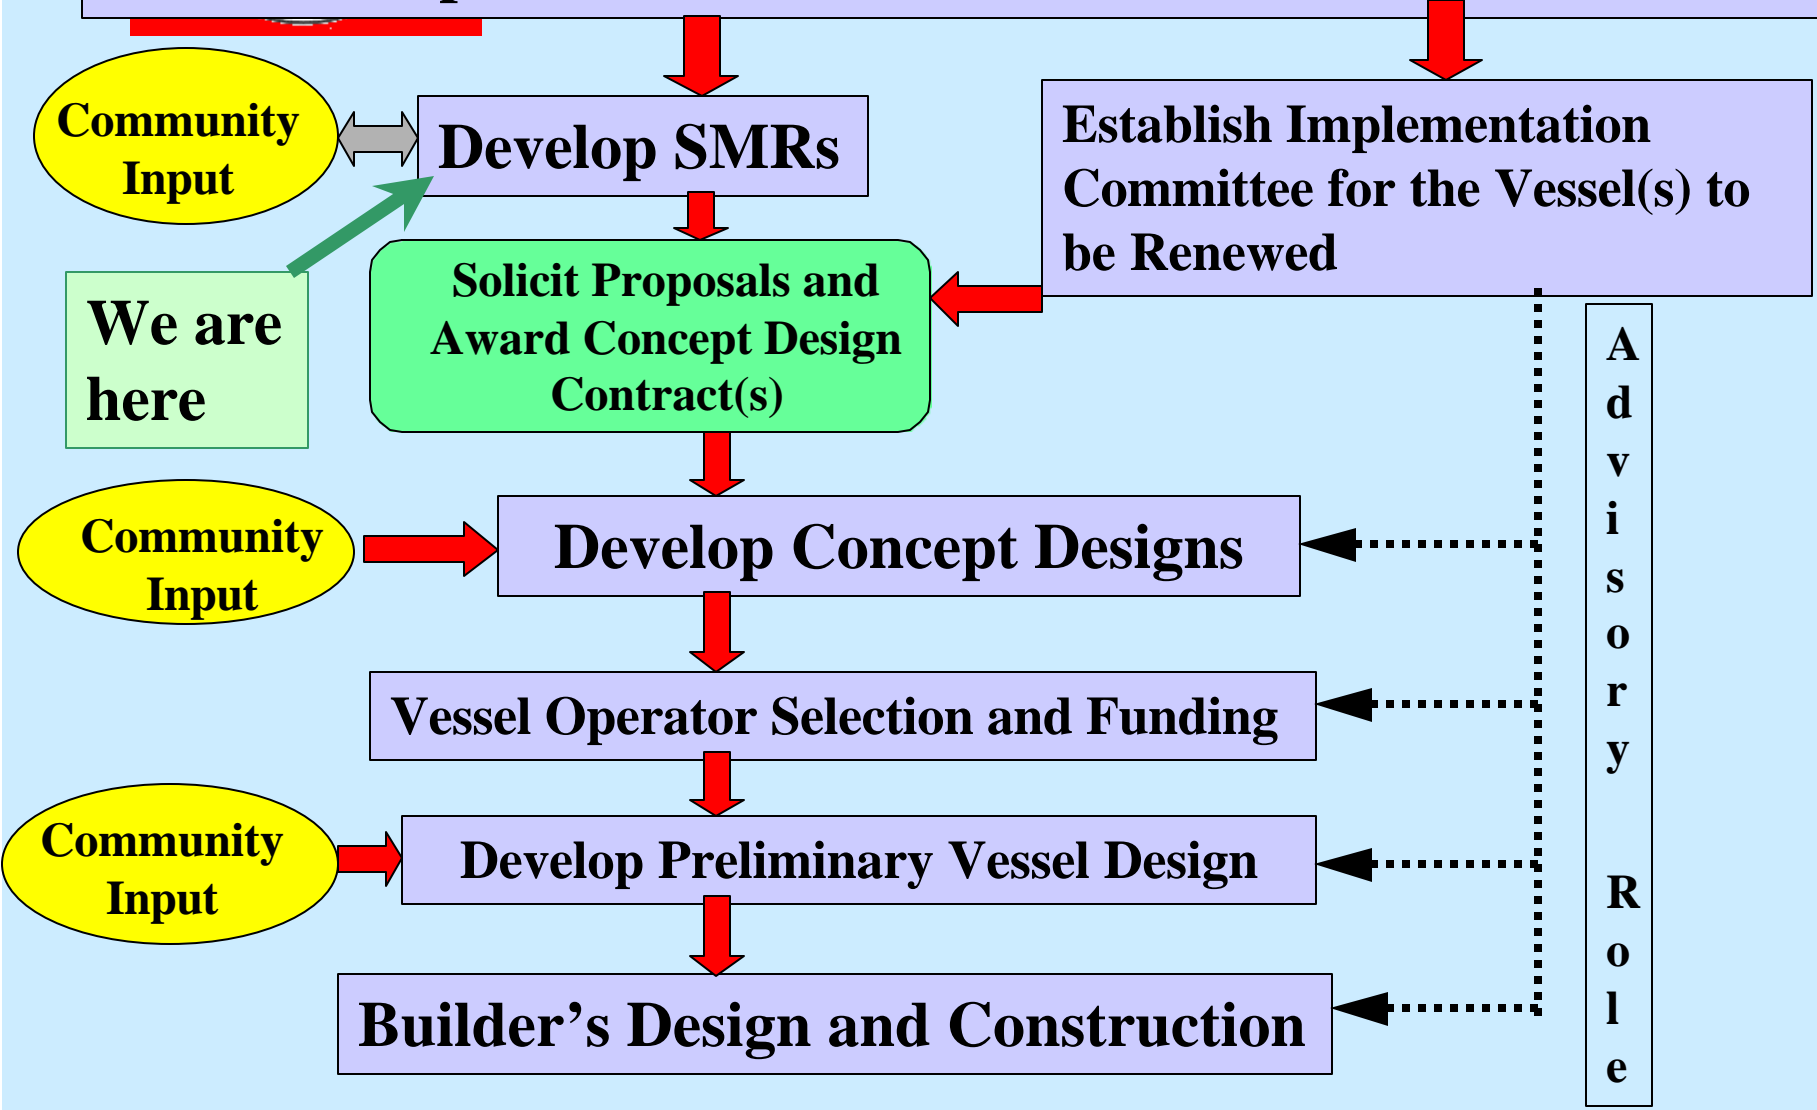 Community
Input
Develop SMRs
Establish Implementation
Committee for the Vessel(s) to
be Renewed
We are
here
Solicit Proposals and
Award Concept Design
Contract(s)
Community
Input
Develop Concept Designs
Vessel Operator Selection and Funding
Community
Input
Develop Preliminary Vessel Design
Builder’s Design and Construction
A
d
v
i
s
o
r
y
R
o
l
e